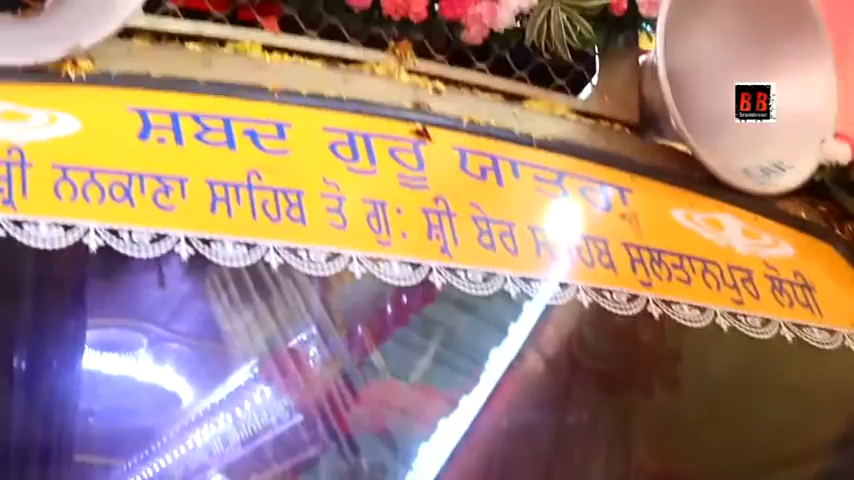 ਸ਼ਬਦ ਗੁਰੂ ਯਾਤਰਾ
ਸ਼੍ਰੀ ਨਨਕਾਣਾ ਸਾਹਿਬ ਤੋਂ ਗੁ: ਸ਼੍ਰੀ ਬੇਰ ਸਾਹਿਬ ਸੁਲਤਾਨਪੁਰ ਲੋਧੀ
BB